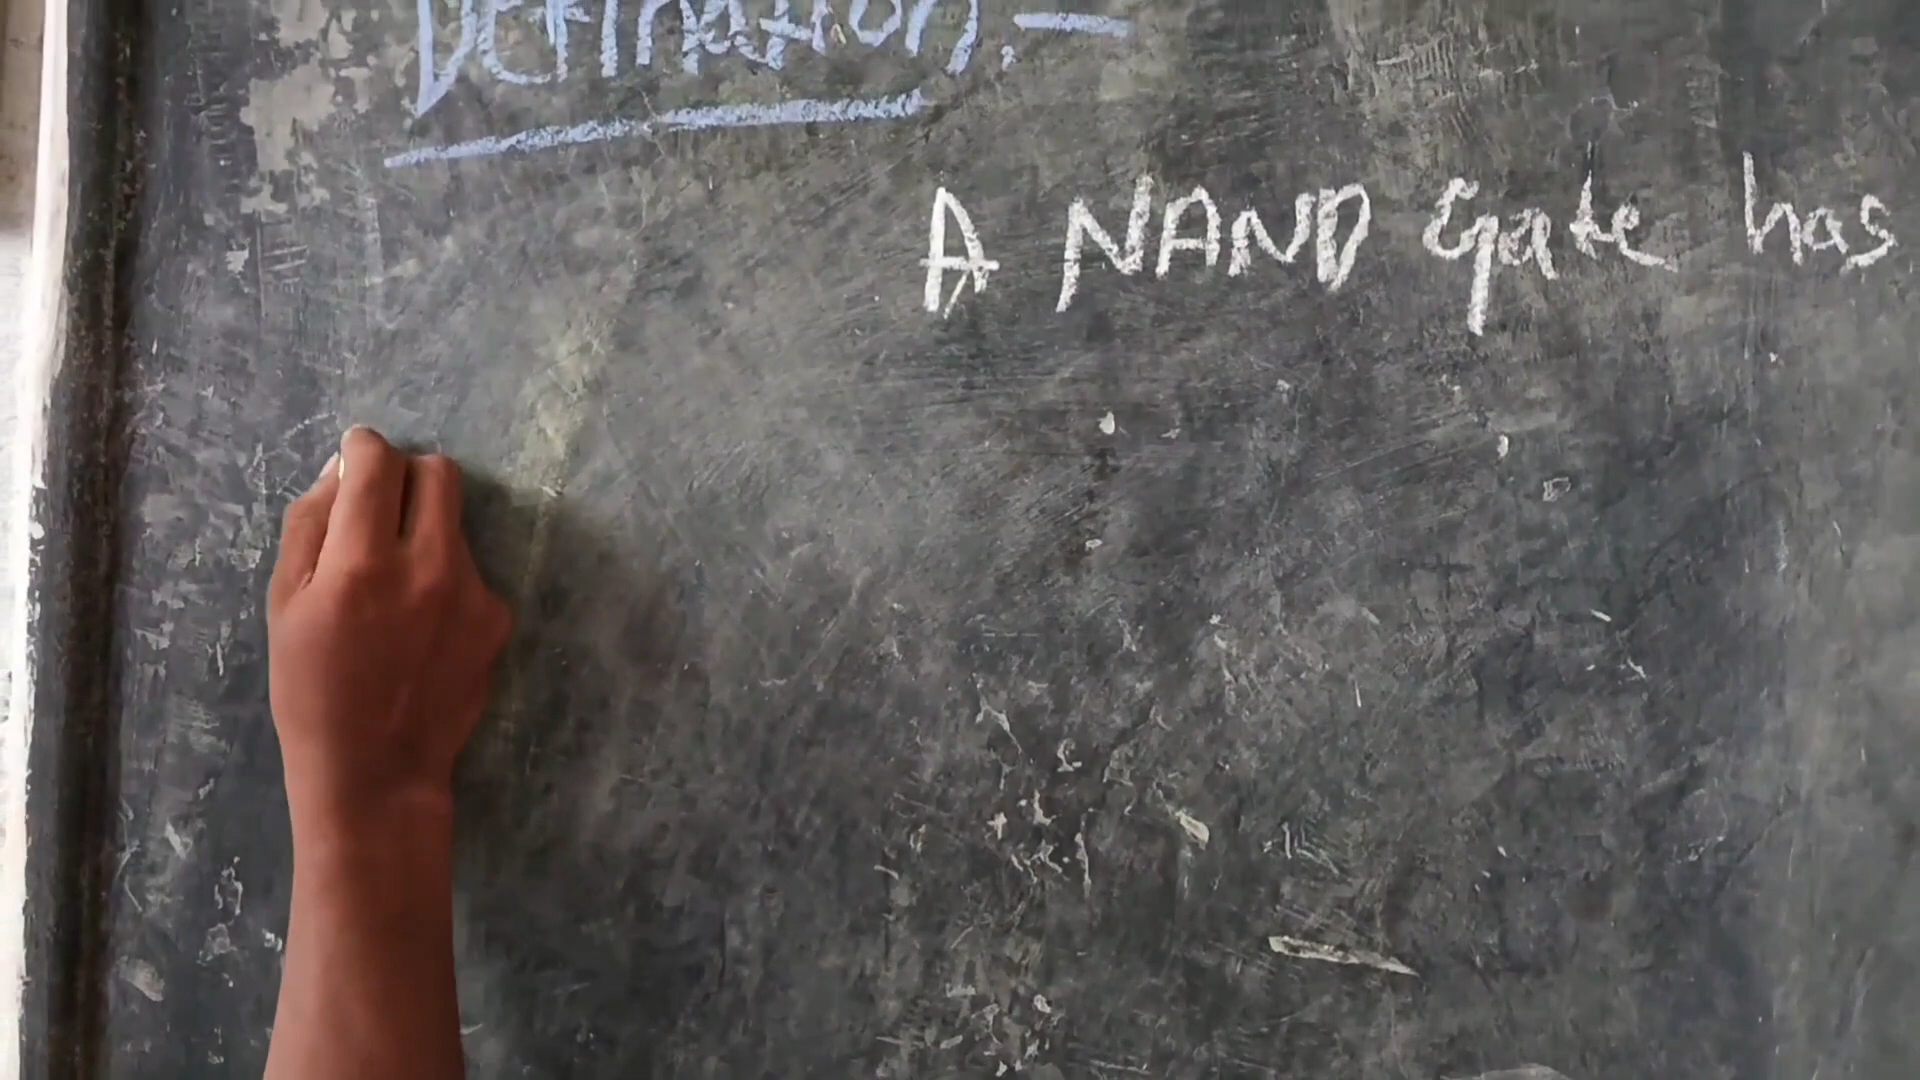 Definition:-
A NAND Gate has